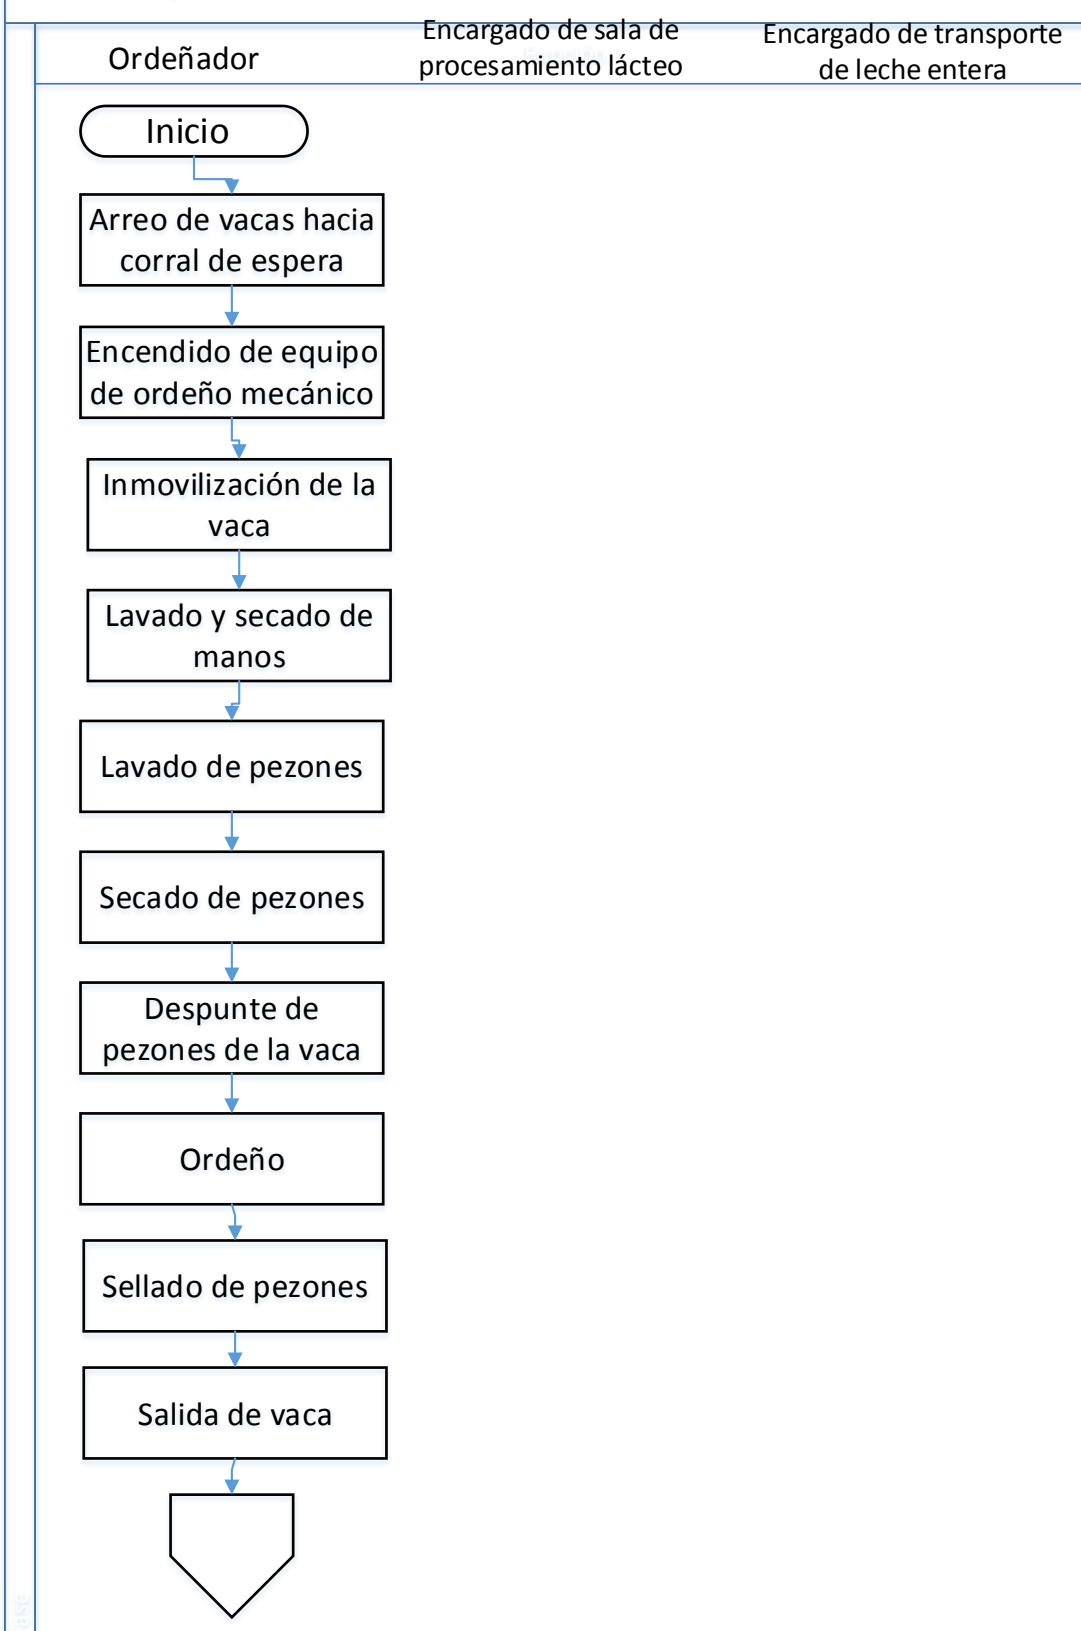 Ordeñador
Encargado de sala de
procesamiento lácteo
Encargado de transporte
de leche entera
Inicio
Arreo de vacas hacia
corral de espera
Encendido de equipo
de ordeño mecánico
Inmovilización de la
vaca
Lavado y secado de
manos
Lavado de pezones
Secado de pezones
Despunte de
pezones de la vaca
Ordeño
Sellado de pezones
Salida de vaca